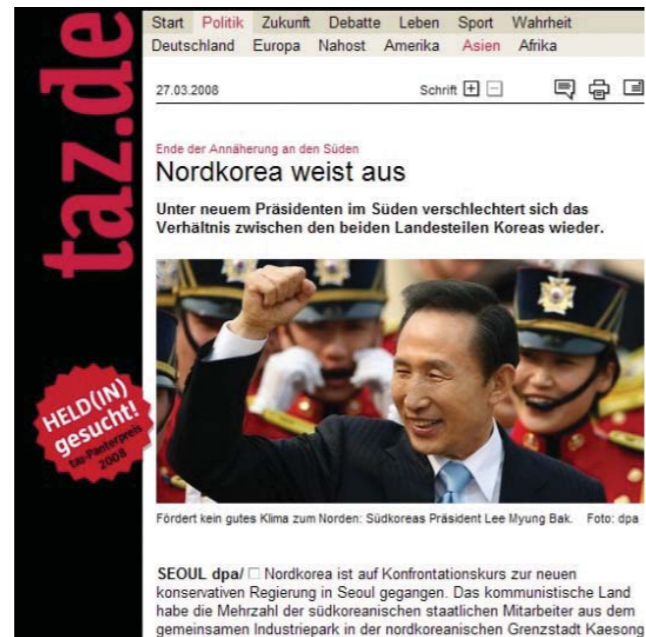 taz.de
Start Politik Zukunft Debatte Leben Sport Wahrheit
Deutschland Europa Nahost Amerika Asien Afrika
27.03.2008 Schrift
Ende der Annäherung an den Süden
Nordkorea weist aus
Unter neuem Präsidenten im Süden verschlechtert sich das
Verhältnis zwischen den beiden Landesteilen Koreas wieder.
HELD(IN)
gesucht!
taz-Panterpreis
2008
Fördert kein gutes Klima zum Norden: Südkoreas Präsident Lee Myung Bak. Foto: dpa
SEOUL dpa/ □ Nordkorea ist auf Konfrontationskurs zur neuen
konservativen Regierung in Seoul gegangen. Das kommunistische Land
habe die Mehrzahl der südkoreanischen staatlichen Mitarbeiter aus dem
gemeinsamen Industriepark in der nordkoreanischen Grenzstadt Kaesong